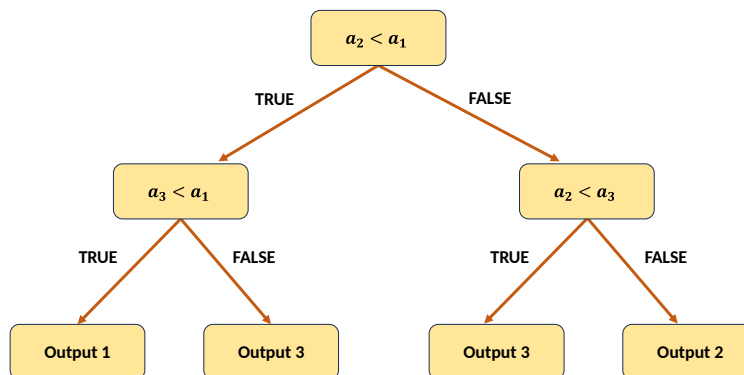 a₂ < a₁
TRUE
FALSE
a₃ < a₁
a₂ < a₃
TRUE
FALSE
TRUE
FALSE
Output 1
Output 3
Output 3
Output 2